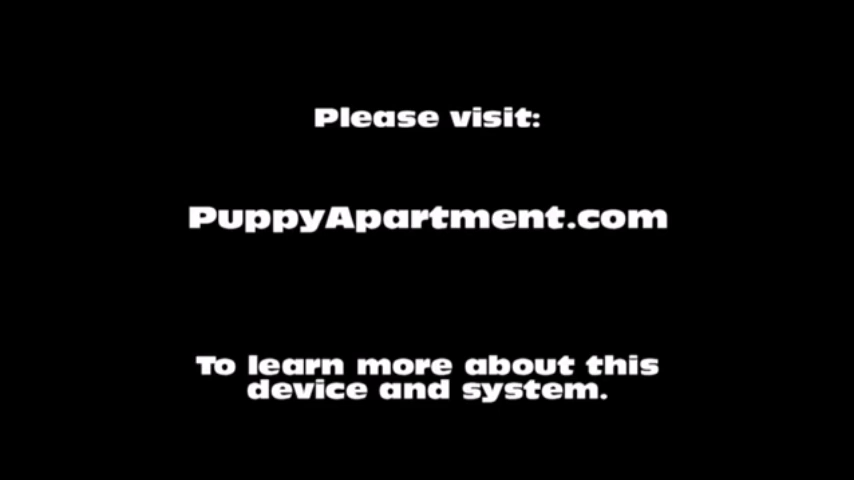 Please visit:
PuppyApartment.com
To learn more about this
device and system.